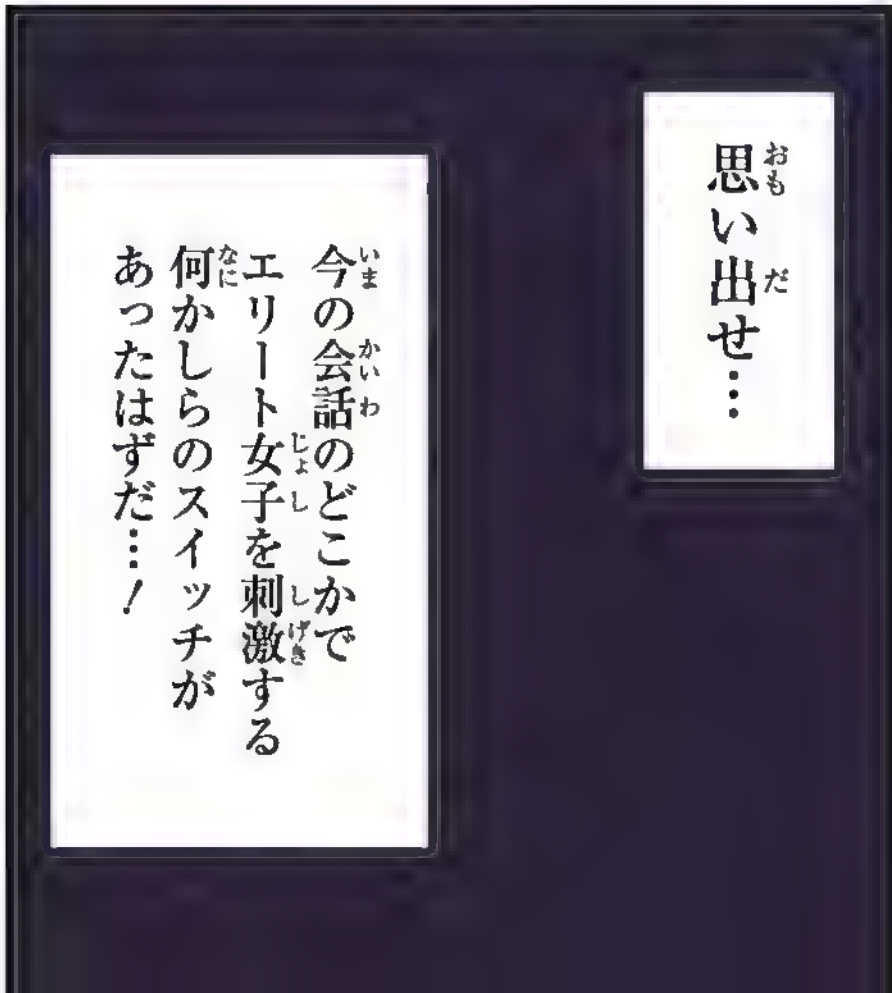 思い出せ…
今の会話のどこかで
エリート女子を刺激する
何かしらのスイッチが
あったはずだ…!